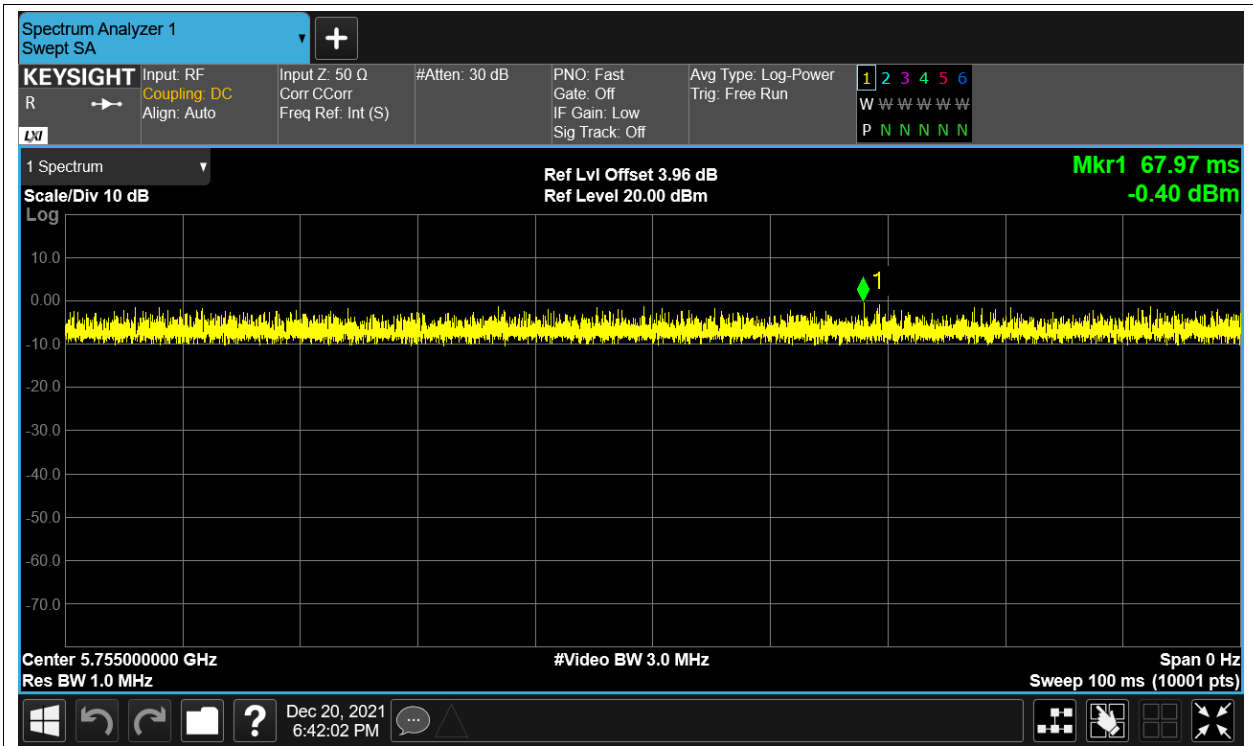 Spectrum Analyzer 1
Swept SA
KEYSIGHT Input: RF Input Z: 50 Ω #Atten: 30 dB PNO: Fast Avg Type: Log-Power 1 2 3 4 5 6
R Coupling: DC Corr CCorr Gate: Off Trig: Free Run W W W W W W
Align: Auto Freq Ref: Int (S) IF Gain: Low
LXI Sig Track: Off P N N N N N
1 Spectrum Ref Lvl Offset 3.96 dB Mkr1 67.97 ms
Scale/Div 10 dB Ref Level 20.00 dBm -0.40 dBm
Log
10.0
1
0.00
-10.0
-20.0
-30.0
-40.0
-50.0
-60.0
-70.0
Center 5.755000000 GHz #Video BW 3.0 MHz Span 0 Hz
Res BW 1.0 MHz Sweep 100 ms (10001 pts)
? Dec 20, 2021
6:42:02 PM